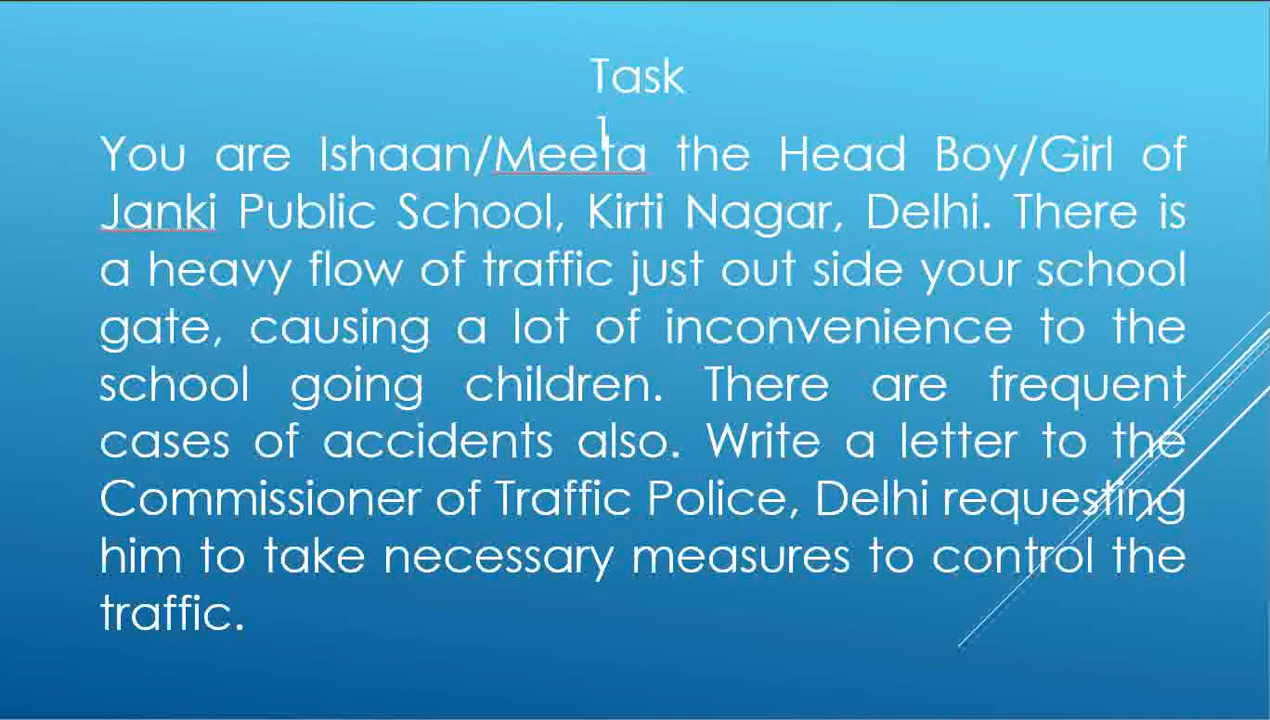 Task
1
You are Ishaan/Meeta the Head Boy/Girl of
Janki Public School, Kirti Nagar, Delhi. There is
a heavy flow of traffic just out side your school
gate, causing a lot of inconvenience to the
school going children. There are frequent
cases of accidents also. Write a letter to the
Commissioner of Traffic Police, Delhi requesting
him to take necessary measures to control the
traffic.